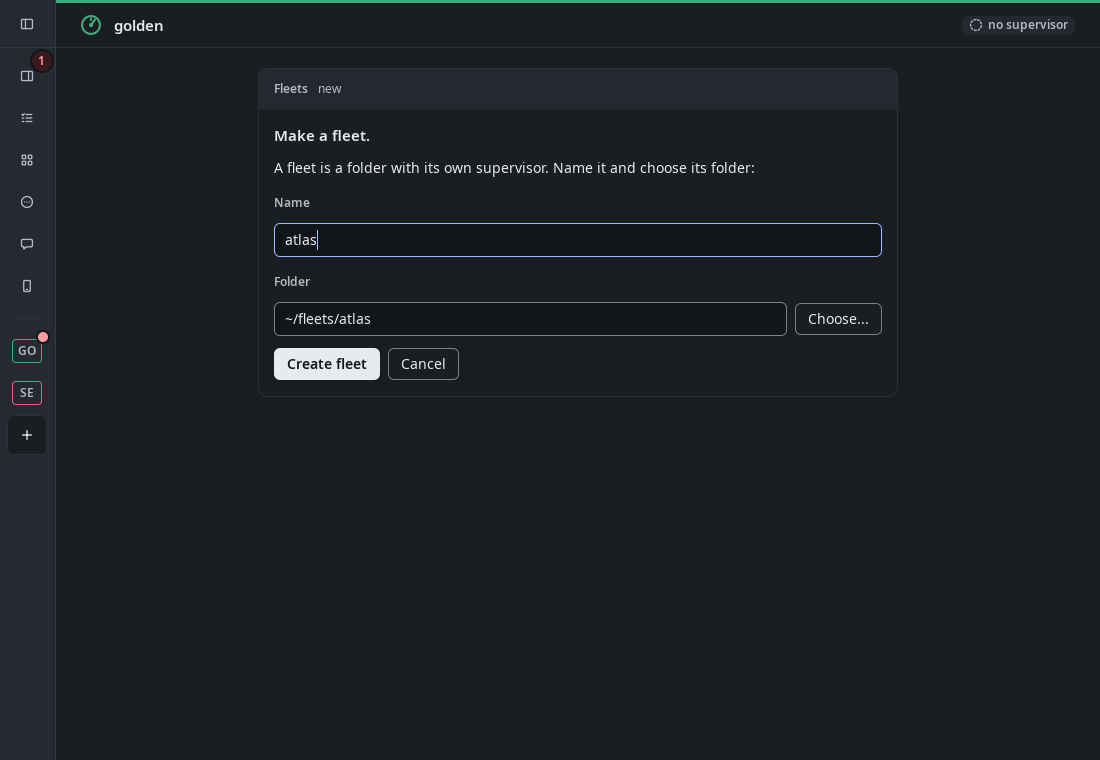 golden
no supervisor
1
Fleets new
Make a fleet.
A fleet is a folder with its own supervisor. Name it and choose its folder:
Name
atlas
Folder
~/fleets/atlas
Choose...
Create fleet
Cancel
GO
SE